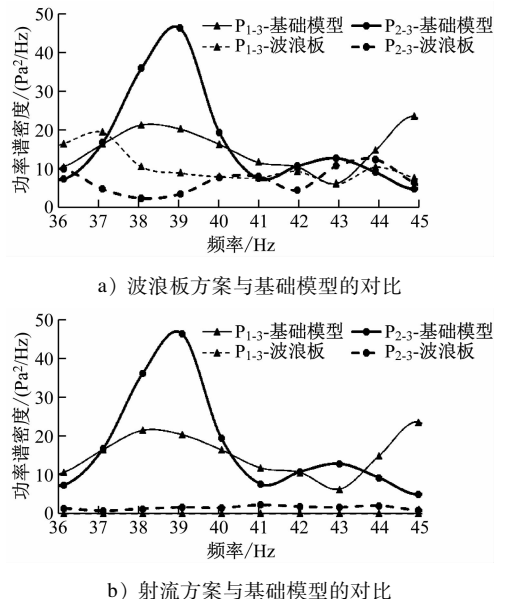 功率谱密度/(Pa²/Hz)
50
40
30
20
10
0
P₁₋₃-基础模型 P₂₋₃-基础模型
P₁₋₃-波浪板 P₂₋₃-波浪板
36 37 38 39 40 41 42 43 44 45
频率/Hz
a）波浪板方案与基础模型的对比
功率谱密度/(Pa²/Hz)
50
40
30
20
10
0
P₁₋₃-基础模型 P₂₋₃-基础模型
P₁₋₃-波浪板 P₂₋₃-波浪板
36 37 38 39 40 41 42 43 44 45
频率/Hz
b）射流方案与基础模型的对比